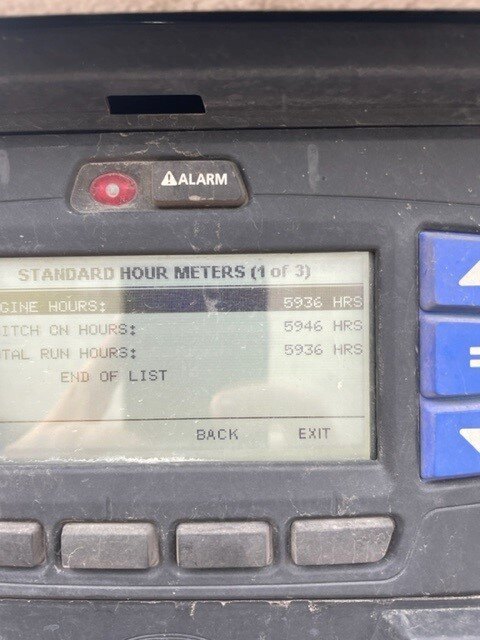 ALARM
STANDARD HOUR METERS (1 of 3)
GINE HOURS: 5936 HRS
ITCH ON HOURS: 5946 HRS
TAL RUN HOURS: 5936 HRS
END OF LIST
BACK EXIT